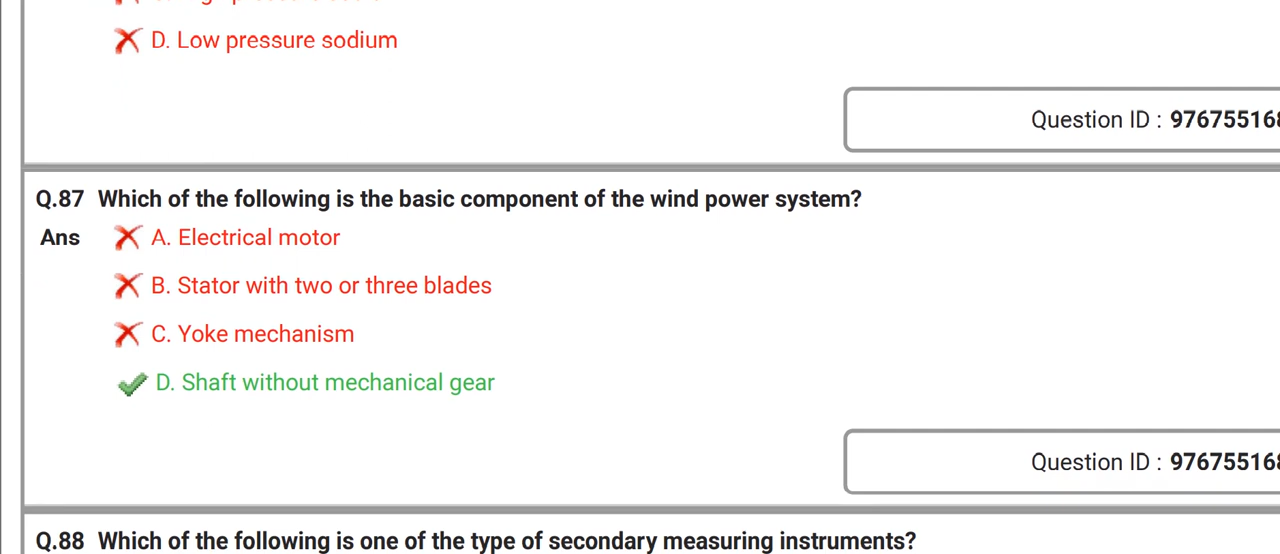 D. Low pressure sodium
Question ID : 97675516
Q.87 Which of the following is the basic component of the wind power system?
Ans A. Electrical motor
B. Stator with two or three blades
C. Yoke mechanism
D. Shaft without mechanical gear
Question ID : 97675516
Q.88 Which of the following is one of the type of secondary measuring instruments?